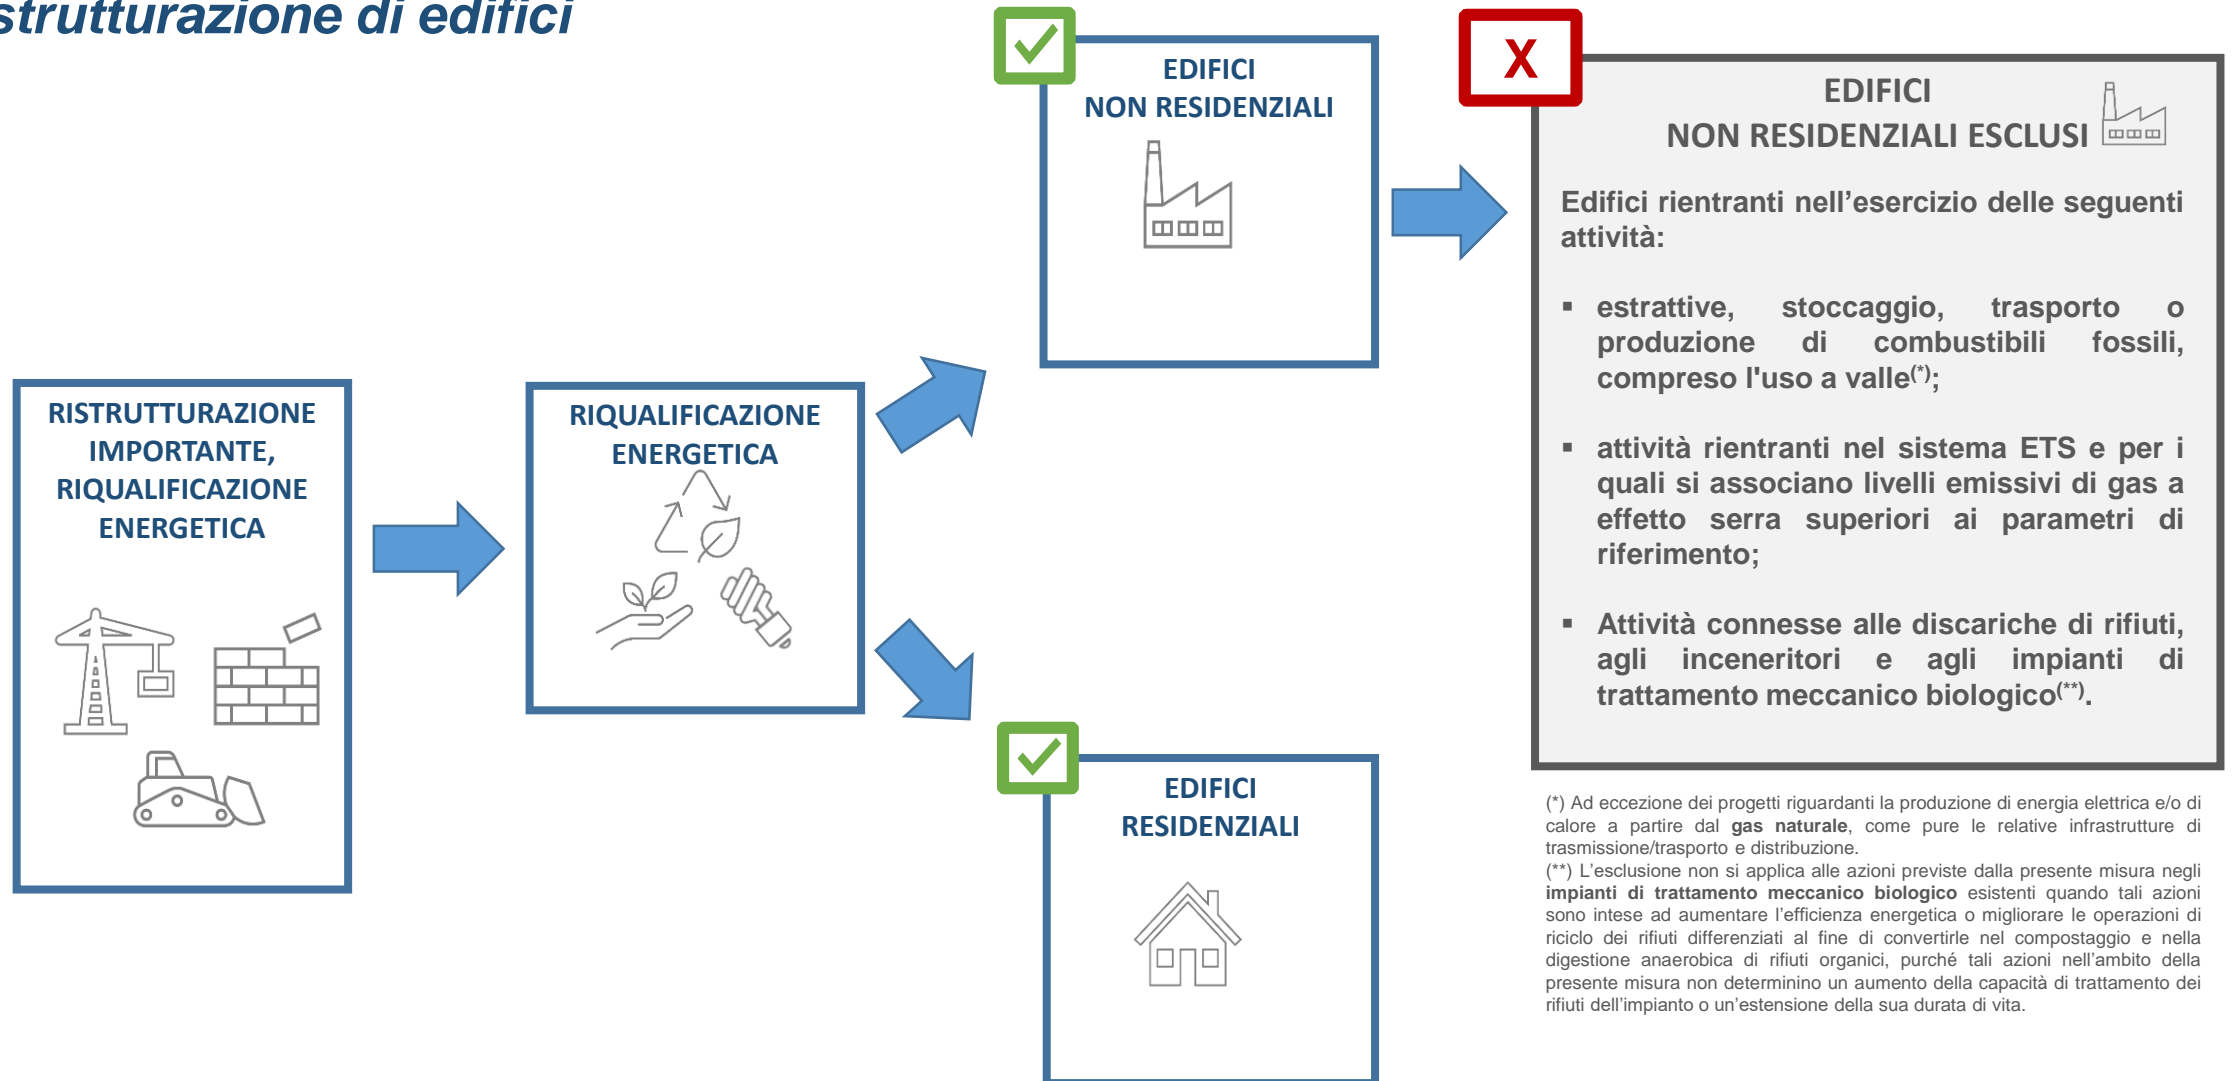 strutturazione di edifici
RISTRUTTURAZIONE
IMPORTANTE,
RIQUALIFICAZIONE
ENERGETICA
RIQUALIFICAZIONE
ENERGETICA
EDIFICI
NON RESIDENZIALI
EDIFICI
RESIDENZIALI
X
EDIFICI
NON RESIDENZIALI ESCLUSI
Edifici rientranti nell’esercizio delle seguenti
attività:
▪ estrattive, stoccaggio, trasporto o
produzione di combustibili fossili,
compreso l'uso a valle(*);
▪ attività rientranti nel sistema ETS e per i
quali si associano livelli emissivi di gas a
effetto serra superiori ai parametri di
riferimento;
▪ Attività connesse alle discariche di rifiuti,
agli inceneritori e agli impianti di
trattamento meccanico biologico(**).
(*) Ad eccezione dei progetti riguardanti la produzione di energia elettrica e/o di
calore a partire dal gas naturale, come pure le relative infrastrutture di
trasmissione/trasporto e distribuzione.
(**) L'esclusione non si applica alle azioni previste dalla presente misura negli
impianti di trattamento meccanico biologico esistenti quando tali azioni
sono intese ad aumentare l’efficienza energetica o migliorare le operazioni di
riciclo dei rifiuti differenziati al fine di convertirle nel compostaggio e nella
digestione anaerobica di rifiuti organici, purché tali azioni nell’ambito della
presente misura non determinino un aumento della capacità di trattamento dei
rifiuti dell’impianto o un’estensione della sua durata di vita.